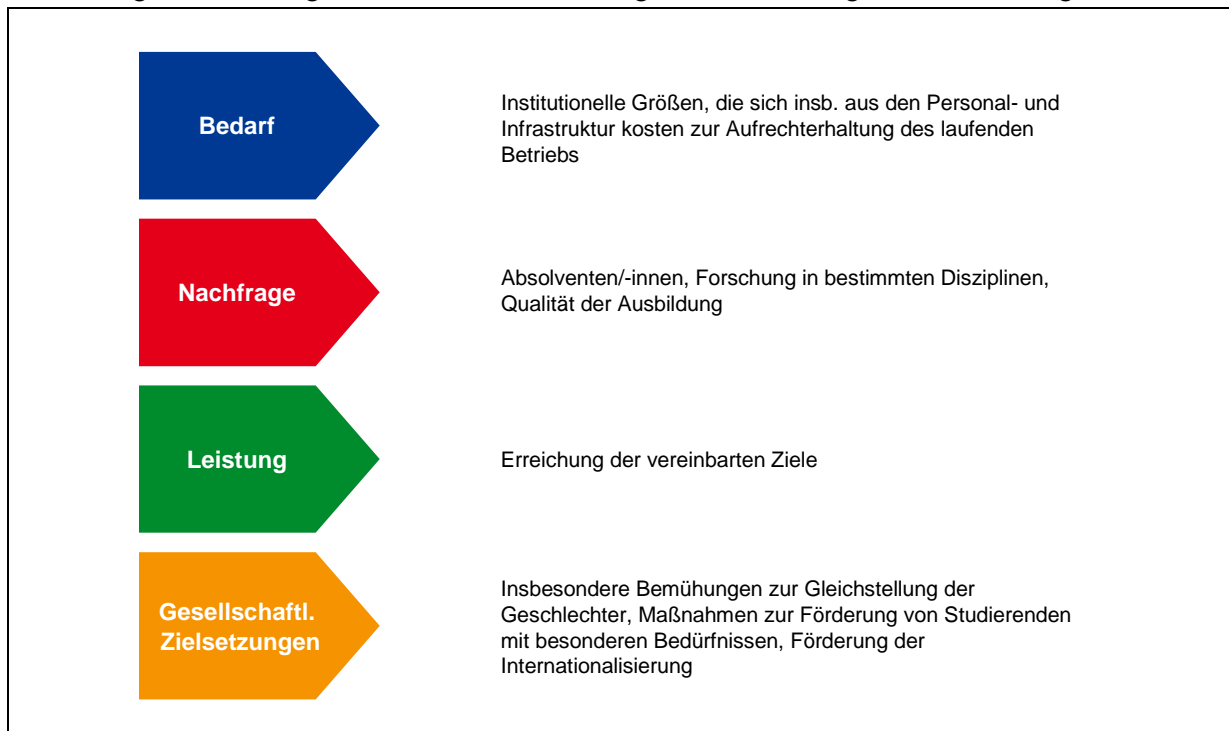 Bedarf
Institutionelle Größen, die sich insb. aus den Personal- und
Infrastruktur kosten zur Aufrechterhaltung des laufenden
Betriebs
Nachfrage
Absolventen/-innen, Forschung in bestimmten Disziplinen,
Qualität der Ausbildung
Leistung
Erreichung der vereinbarten Ziele
Gesellschaftl.
Zielsetzungen
Insbesondere Bemühungen zur Gleichstellung der
Geschlechter, Maßnahmen zur Förderung von Studierenden
mit besonderen Bedürfnissen, Förderung der
Internationalisierung